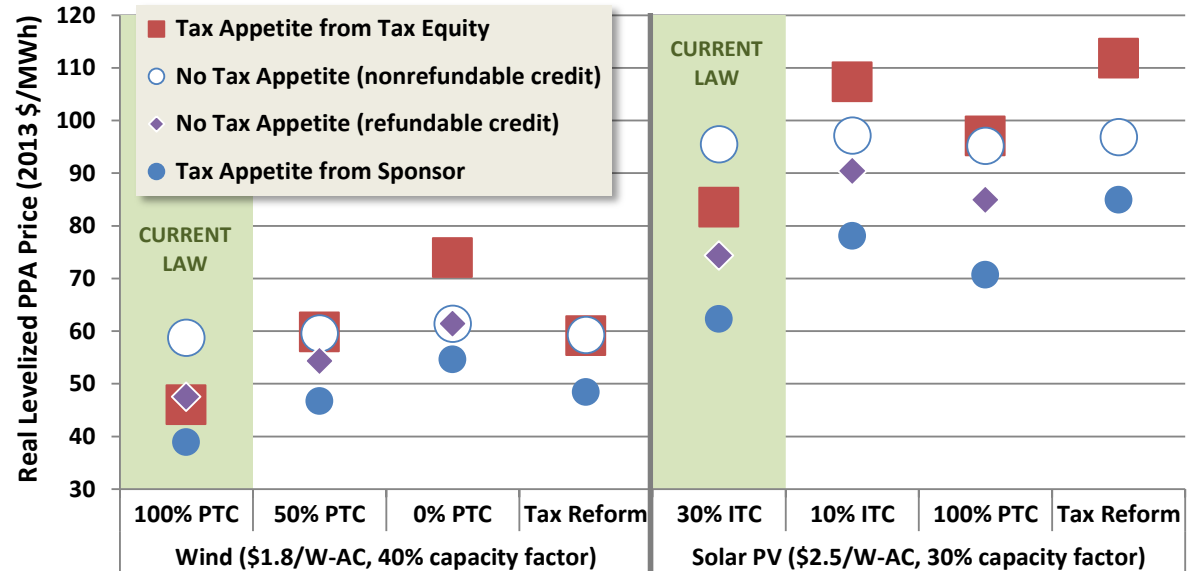 Real Levelized PPA Price (2013 $/MWh)
120
110
100
90
80
70
60
50
40
30
Tax Appetite from Tax Equity
No Tax Appetite (nonrefundable credit)
No Tax Appetite (refundable credit)
Tax Appetite from Sponsor
CURRENT
LAW
CURRENT
LAW
100% PTC 50% PTC 0% PTC Tax Reform 30% ITC 10% ITC 100% PTC Tax Reform
Wind ($1.8/W-AC, 40% capacity factor) Solar PV ($2.5/W-AC, 30% capacity factor)